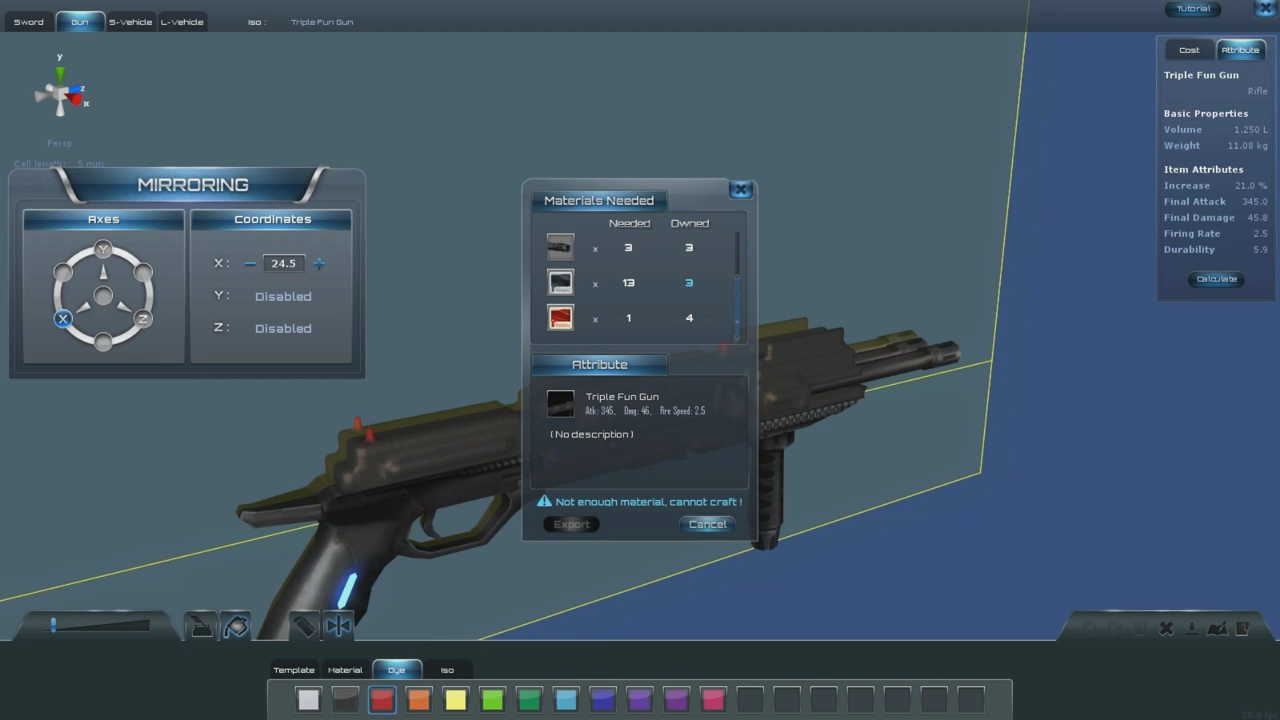 Sword Gun S-Vehicle L-Vehicle Iso : Triple Fun Gun Tutorial
y
z
x
Persp
Cell length: 5 mm
MIRRORING
Axes
Y
X
Z
Coordinates
X: 24.5
Y: Disabled
Z: Disabled
Materials Needed
Needed Owned
x 3 3
x 13 3
x 1 4
Attribute
Triple Fun Gun
Atk: 345, Dmg: 46, Fire Speed: 2.5
( No description )
Not enough material, cannot craft !
Export Cancel
Cost Attribute
Triple Fun Gun
Rifle
Basic Properties
Volume 1.250 L
Weight 11.08 kg
Item Attributes
Increase 21.0 %
Final Attack 345.0
Final Damage 45.8
Firing Rate 2.5
Durability 5.9
Calculate
Template Material Dye Iso